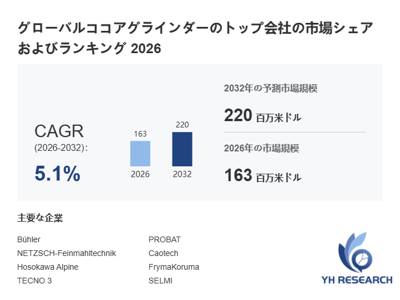 グローバルココアグラインダーのトップ会社の市場シェア
およびランキング 2026
CAGR
(2026-2032):
5.1%
163
220
2026
2032
2032年の予測市場規模
220 百万米ドル
2026年の市場規模
163 百万米ドル
主要な企業
Bühler
NETZSCH-Feinmahltechnik
Hosokawa Alpine
TECNO 3
PROBAT
Caotech
FrymaKoruma
SELMI
YH RESEARCH